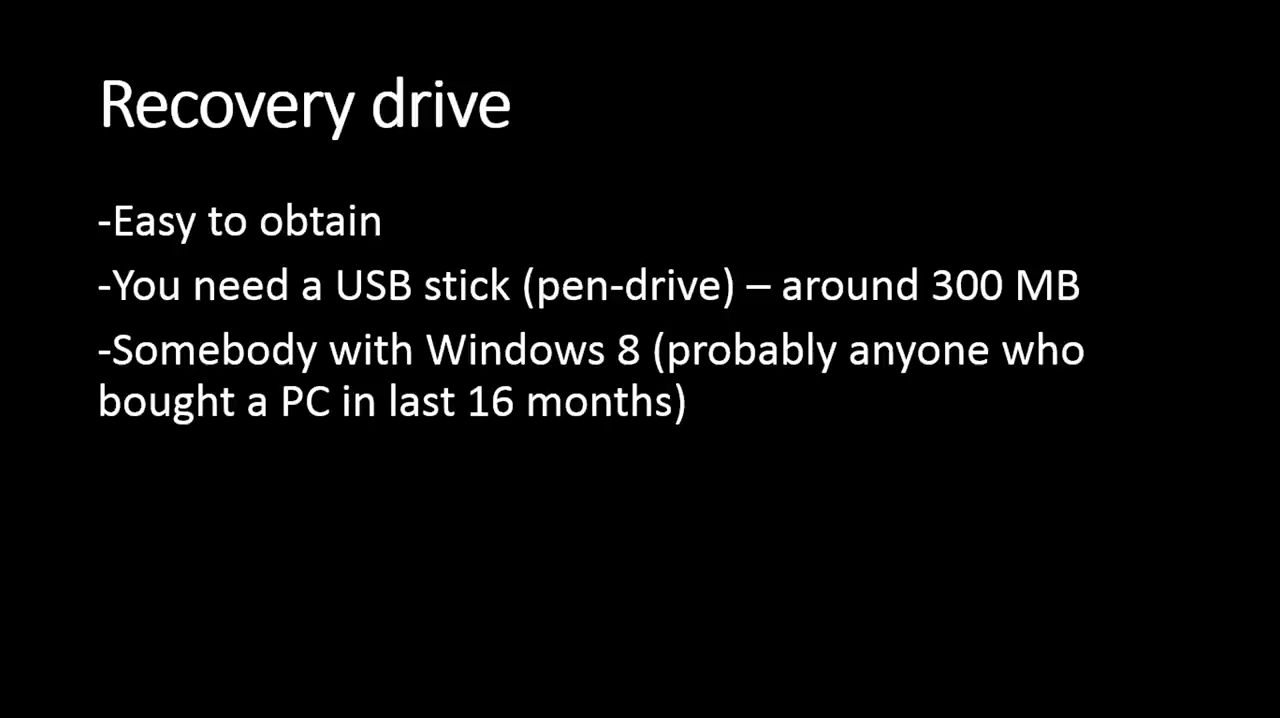 Recovery drive
-Easy to obtain
-You need a USB stick (pen-drive) – around 300 MB
-Somebody with Windows 8 (probably anyone who
bought a PC in last 16 months)